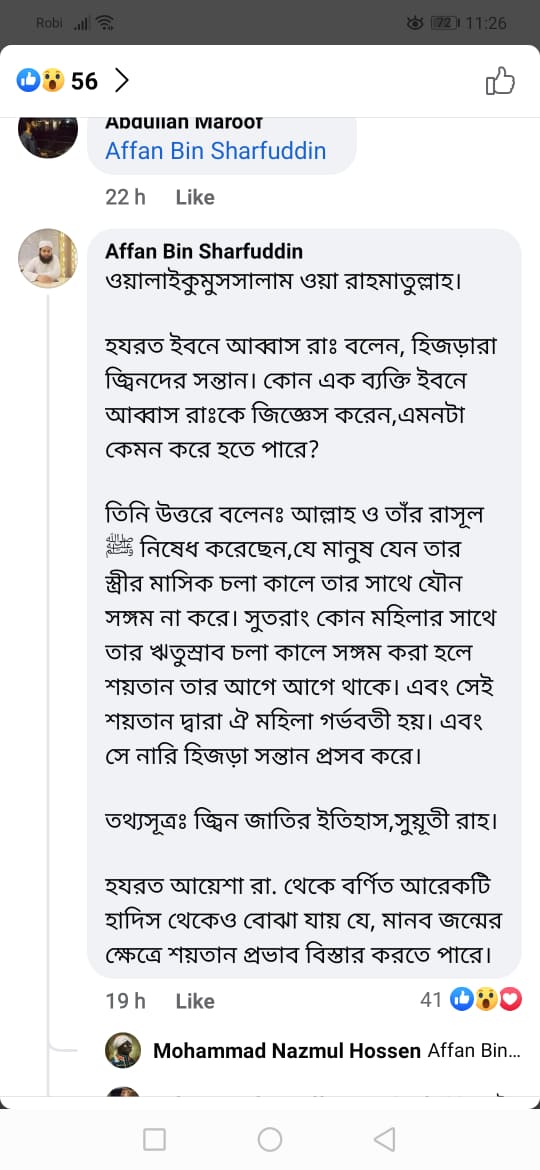 Robi 72 11:26
56
Abdullah Maroof
Affan Bin Sharfuddin
22 h Like
Affan Bin Sharfuddin
ওয়ালাইকুমুসসালাম ওয়া রাহমাতুল্লাহ।
হযরত ইবনে আব্বাস রাঃ বলেন, হিজড়ারা
জ্বিনদের সন্তান। কোন এক ব্যক্তি ইবনে
আব্বাস রাঃকে জিজ্ঞেস করেন,এমনটা
কেমন করে হতে পারে?
তিনি উত্তরে বলেনঃ আল্লাহ ও তাঁর রাসূল
ﷺ নিষেধ করেছেন,যে মানুষ যেন তার
স্ত্রীর মাসিক চলা কালে তার সাথে যৌন
সঙ্গম না করে। সুতরাং কোন মহিলার সাথে
তার ঋতুস্রাব চলা কালে সঙ্গম করা হলে
শয়তান তার আগে আগে থাকে। এবং সেই
শয়তান দ্বারা ঐ মহিলা গর্ভবতী হয়। এবং
সে নারি হিজড়া সন্তান প্রসব করে।
তথ্যসূত্রঃ জ্বিন জাতির ইতিহাস,সুয়ূতী রাহ।
হযরত আয়েশা রা. থেকে বর্ণিত আরেকটি
হাদিস থেকেও বোঝা যায় যে, মানব জন্মের
ক্ষেত্রে শয়তান প্রভাব বিস্তার করতে পারে।
19 h Like 41
Mohammad Nazmul Hossen Affan Bin...